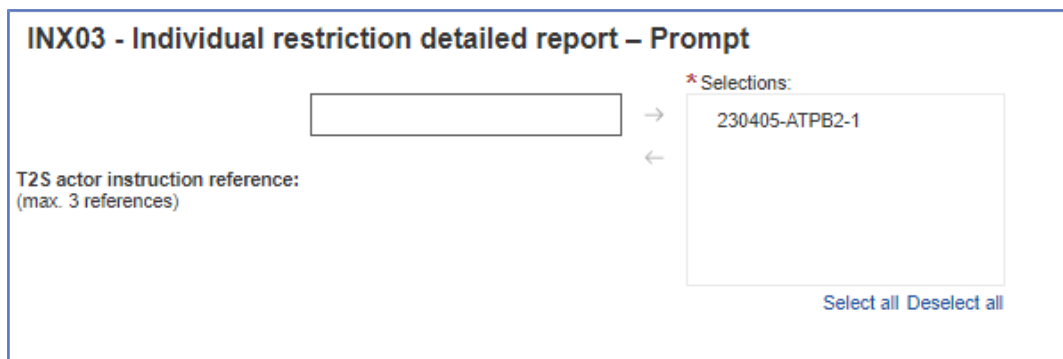 INX03 - Individual restriction detailed report – Prompt
* Selections:
230405-ATPB2-1
T2S actor instruction reference:
(max. 3 references)
Select all Deselect all